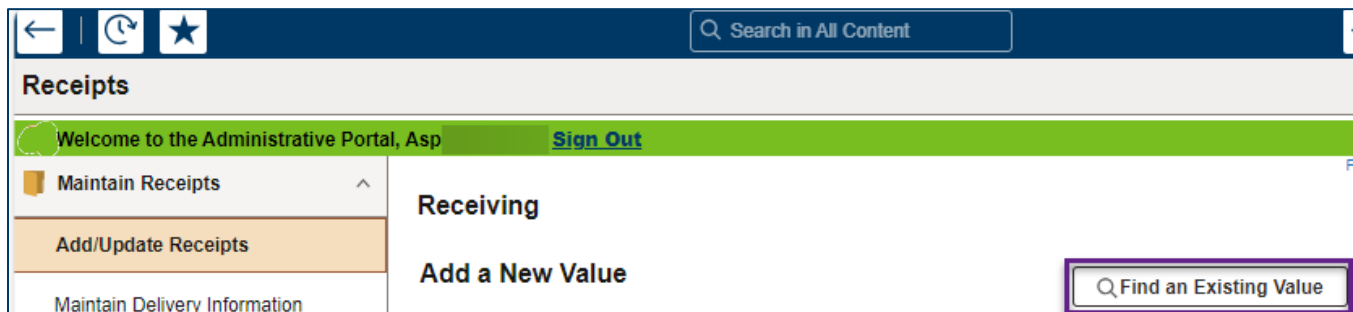 Search in All Content
Receipts
Welcome to the Administrative Portal, Asp Sign Out
Maintain Receipts
Add/Update Receipts
Maintain Delivery Information
Receiving
Add a New Value
Find an Existing Value